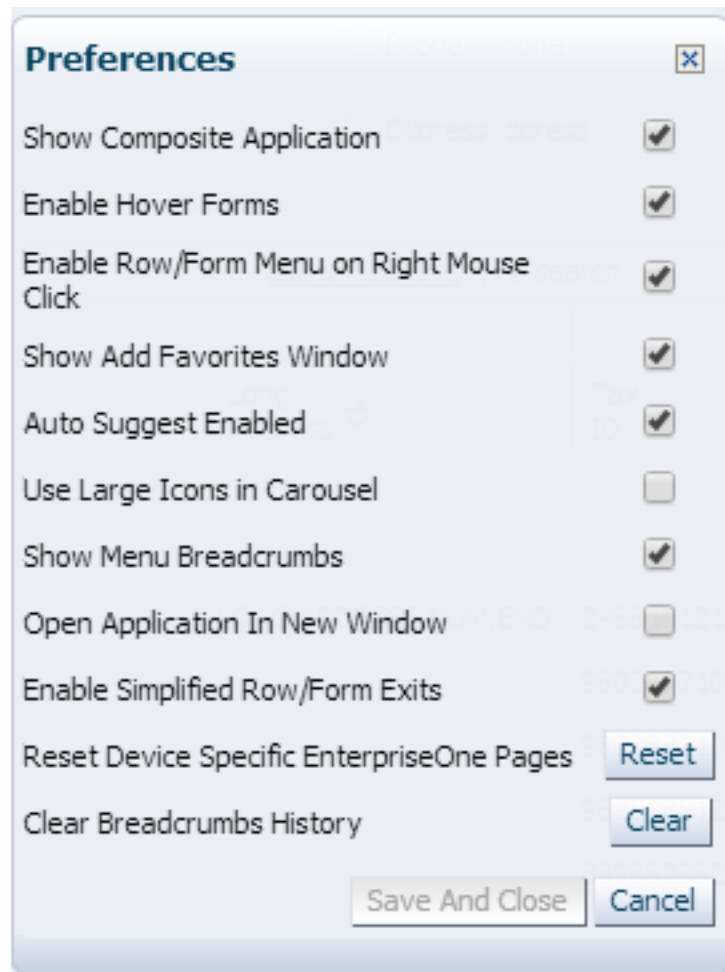 Preferences
Show Composite Application
Enable Hover Forms
Enable Row/Form Menu on Right Mouse
Click
Show Add Favorites Window
Auto Suggest Enabled
Use Large Icons in Carousel
Show Menu Breadcrumbs
Open Application In New Window
Enable Simplified Row/Form Exits
Reset Device Specific EnterpriseOne Pages Reset
Clear Breadcrumbs History Clear
Save And Close Cancel